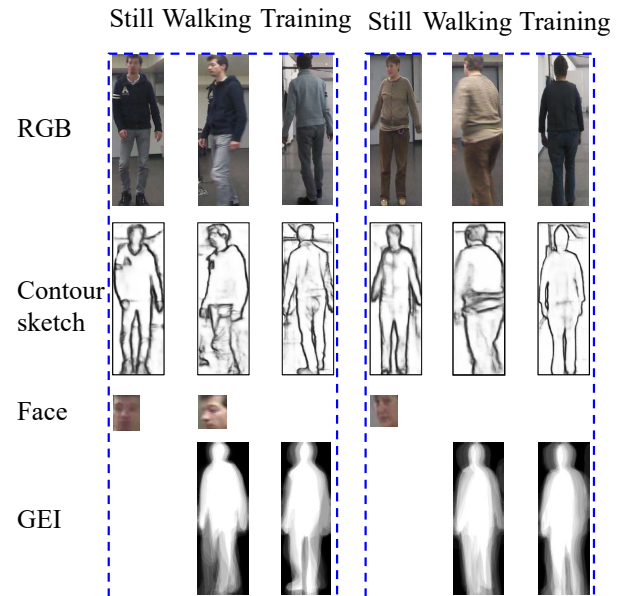 Still Walking Training Still Walking Training
RGB
Contour
sketch
Face
GEI